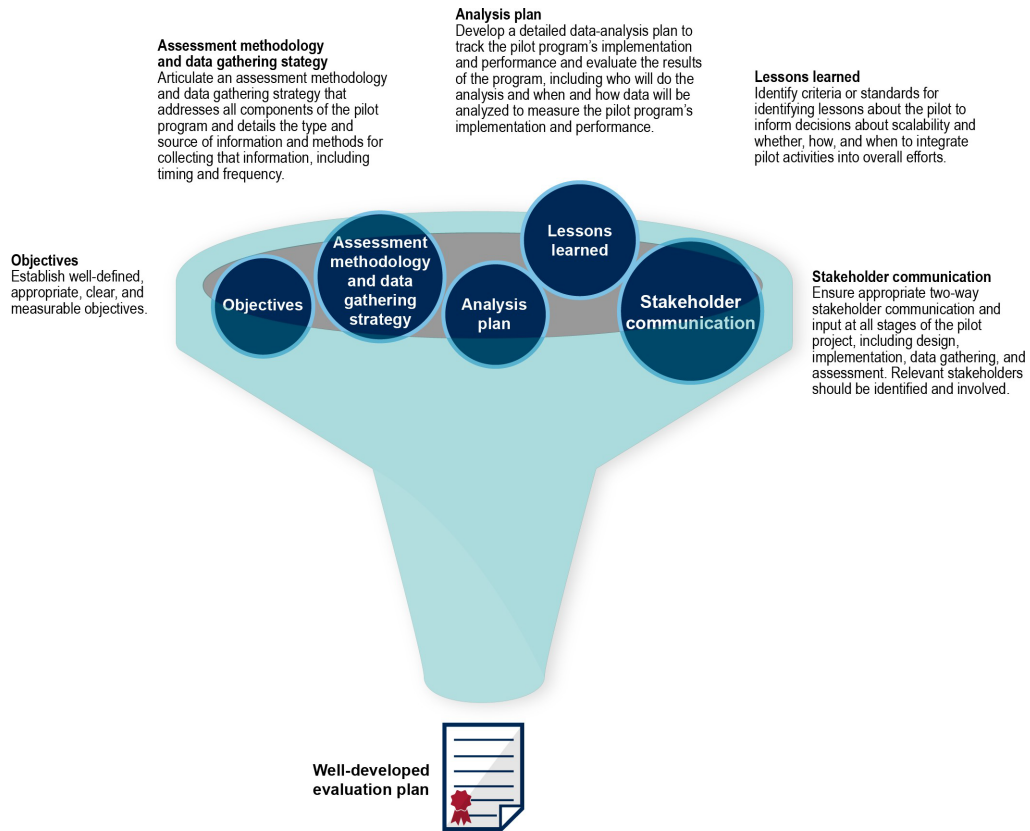 Analysis plan
Develop a detailed data-analysis plan to
track the pilot program's implementation
and performance and evaluate the results
of the program, including who will do the
analysis and when and how data will be
analyzed to measure the pilot program's
implementation and performance.
Assessment methodology
and data gathering stategy
Articulate an assessment methodology
and data gathering strategy that
addresses all components of the pilot
program and details the type and
source of information and methods for
collecting that information, including
timing and frequency.
Lessons learned
Identify criteria or standards for
identifying lessons about the pilot to
inform decisions about scalability and
whether, how, and when to integrate
pilot activities into overall efforts.
Objectives
Establish well-defined,
appropriate, clear, and
measurable objectives.
Stakeholder communication
Ensure appropriate two-way
stakeholder communication and
input at all stages of the pilot
project, including design,
implementation, data gathering, and
assessment. Relevant stakeholders
should be identified and involved.
Objectives
Assessment
methodology
and data
gathering
strategy
Analysis
plan
Lessons
learned
Stakeholder
communication
Well-developed
evaluation plan